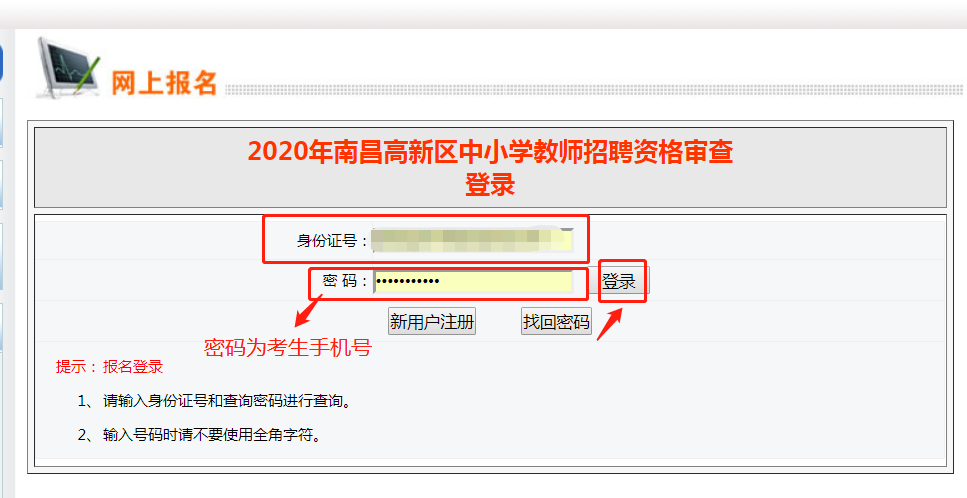 网上报名
2020年南昌高新区中小学教师招聘资格审查
登录
身份证号：
密 码： ••••••••••• 登录
新用户注册 找回密码
密码为考生手机号
提示：报名登录
1、 请输入身份证号和查询密码进行查询。
2、 输入号码时请不要使用全角字符。